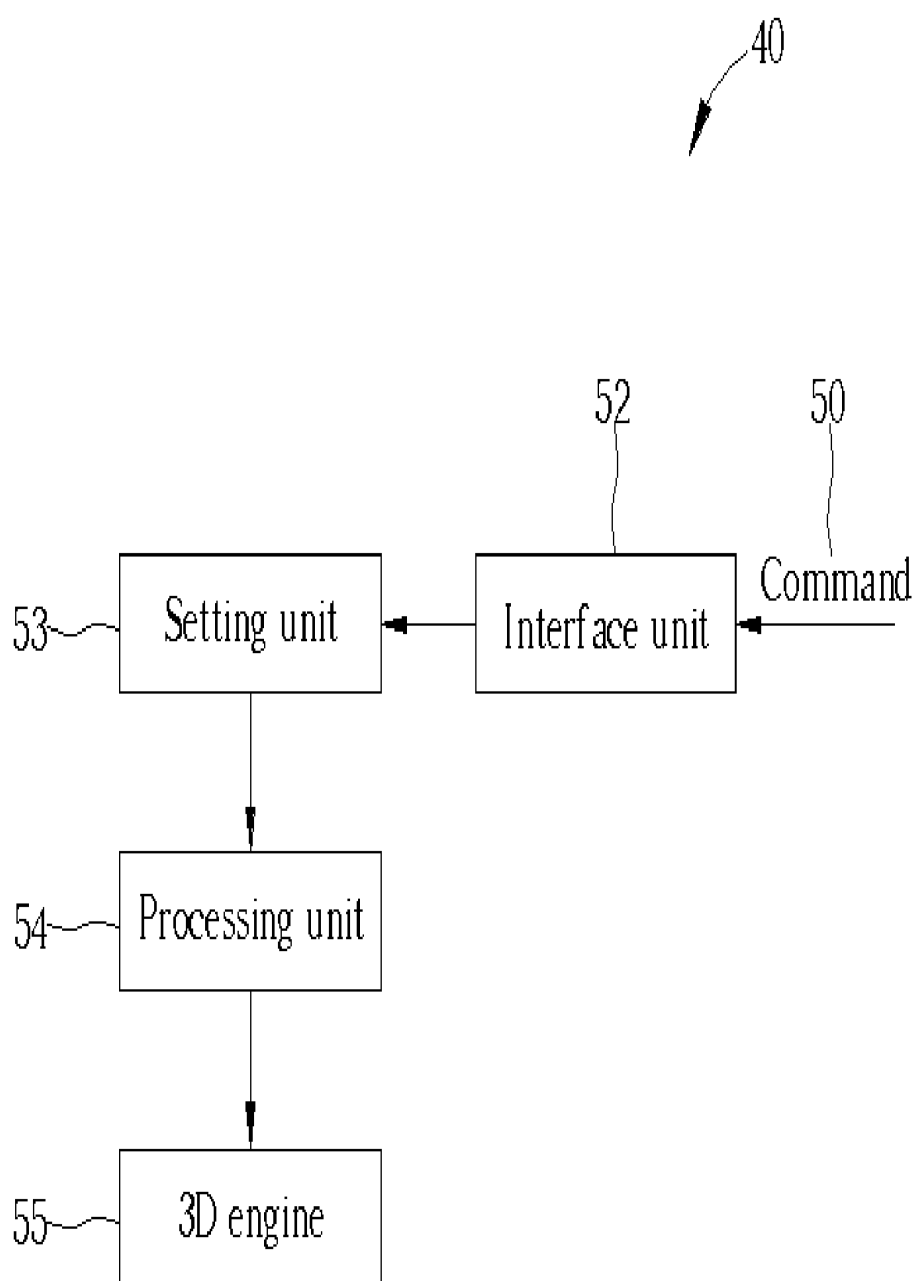 40
52
50
Command
53
Setting unit
Interface unit
54
Processing unit
55
3D engine